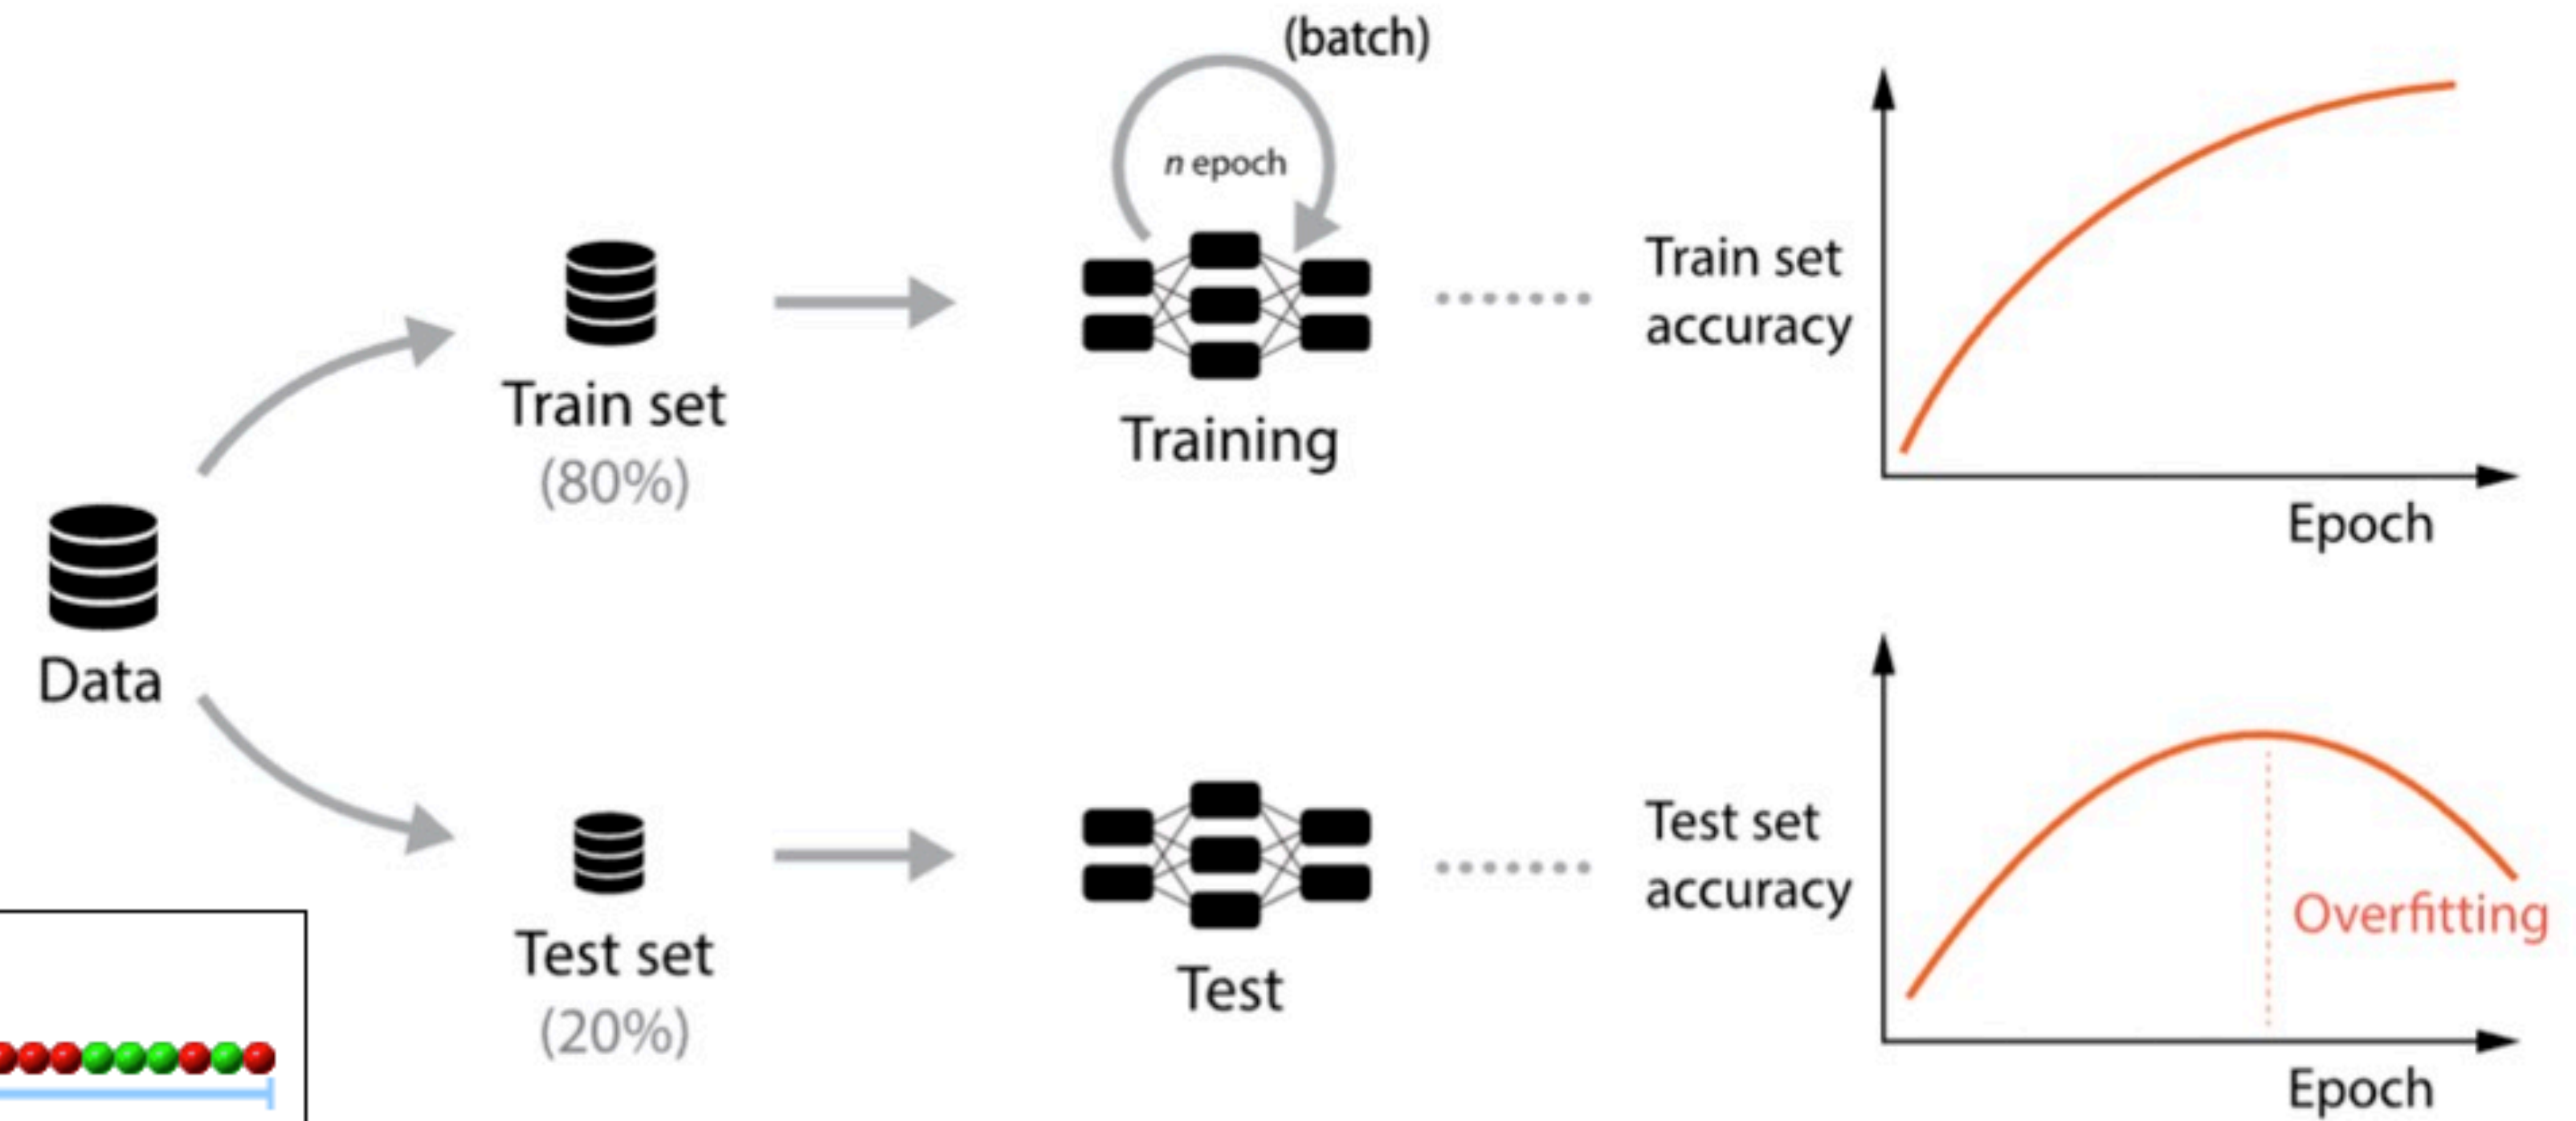 (batch)
n epoch
Train set
(80%)
Training
Train set
accuracy
Epoch
Data
Test set
(20%)
Test
Test set
accuracy
Overfitting
Epoch